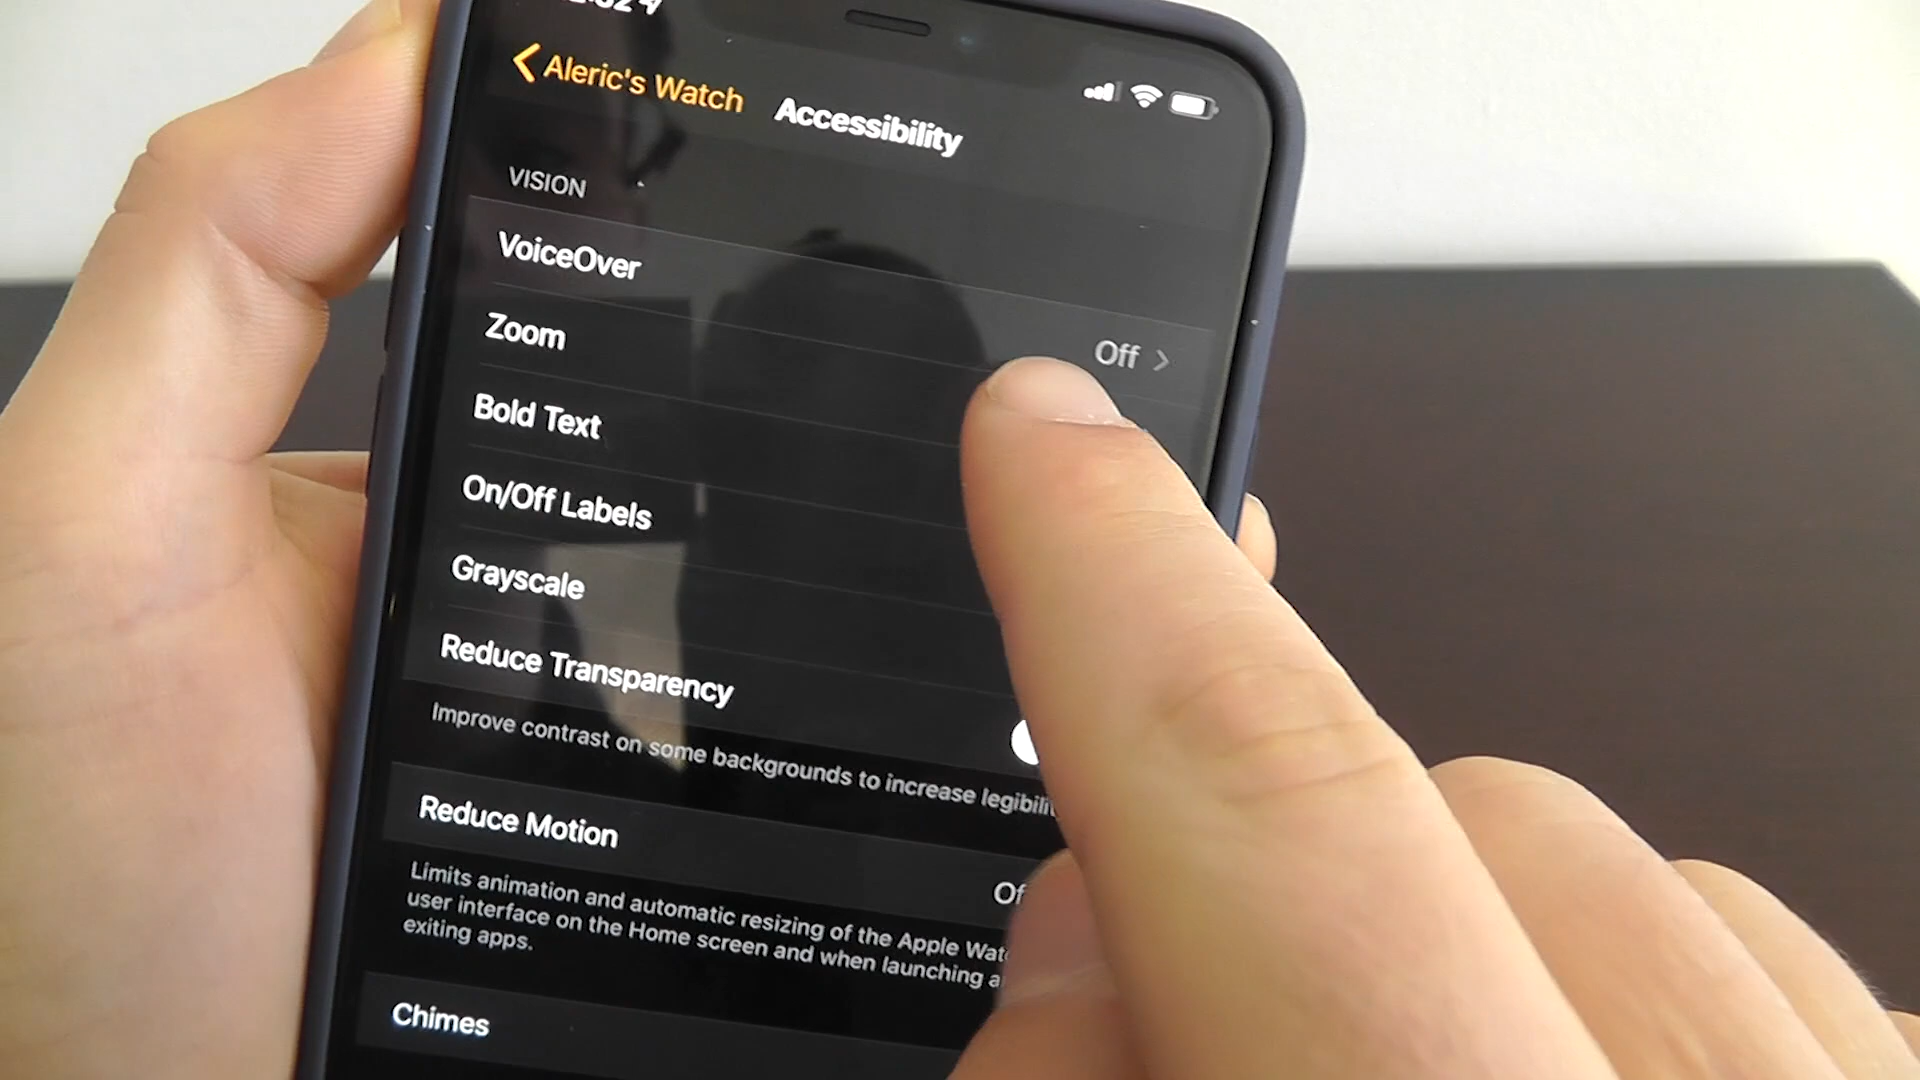 Aleric's Watch
Accessibility
VISION
VoiceOver
Off
Zoom
Bold Text
On/Off Labels
Grayscale
Reduce Transparency
Improve contrast on some backgrounds to increase
Reduce Motion
Limits animation and automatic resizing of the Apple
user interface on the Home screen and when launching
exiting apps.
Chimes